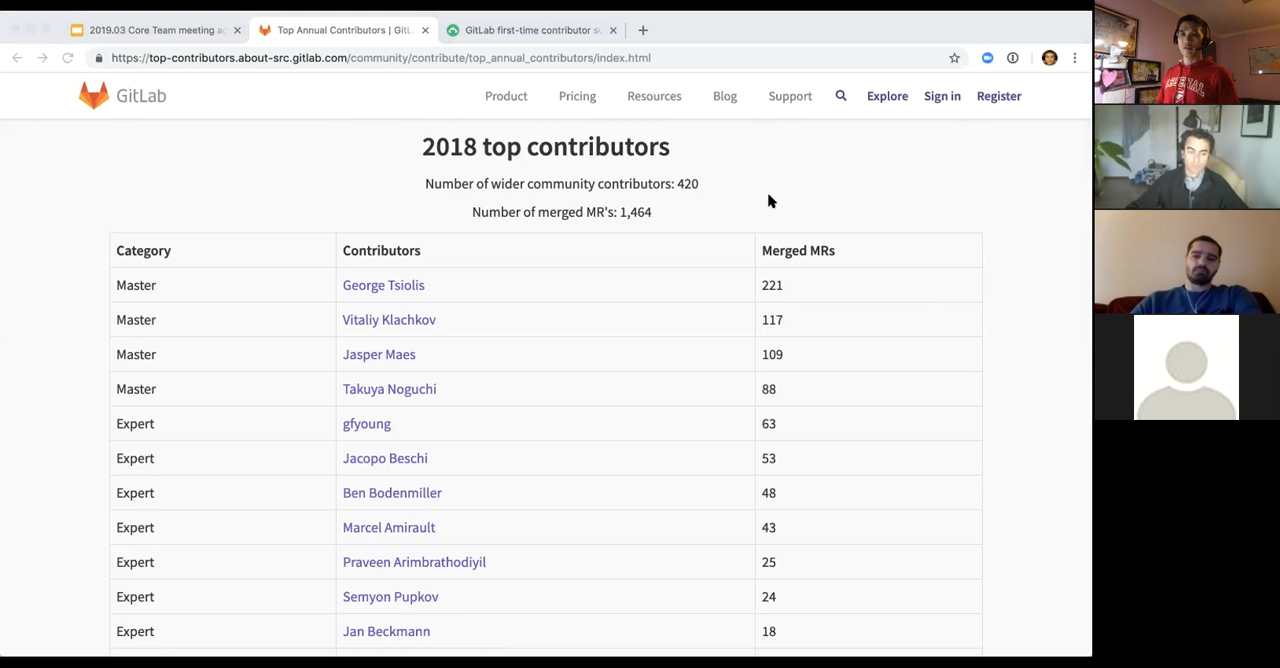 2019.03 Core Team meeting a
Top Annual Contributors | GitL
GitLab first-time contributor s
https://top-contributors.about-src.gitlab.com/community/contribute/top_annual_contributors/index.html
GitLab
Product Pricing Resources Blog Support Explore Sign in Register
2018 top contributors
Number of wider community contributors: 420
Number of merged MR's: 1,464
Category Contributors Merged MRs
Master George Tsiolis 221
Master Vitaliy Klachkov 117
Master Jasper Maes 109
Master Takuya Noguchi 88
Expert gfyoung 63
Expert Jacopo Beschi 53
Expert Ben Bodenmiller 48
Expert Marcel Amirault 43
Expert Praveen Arimbrathodiyil 25
Expert Semyon Pupkov 24
Expert Jan Beckmann 18